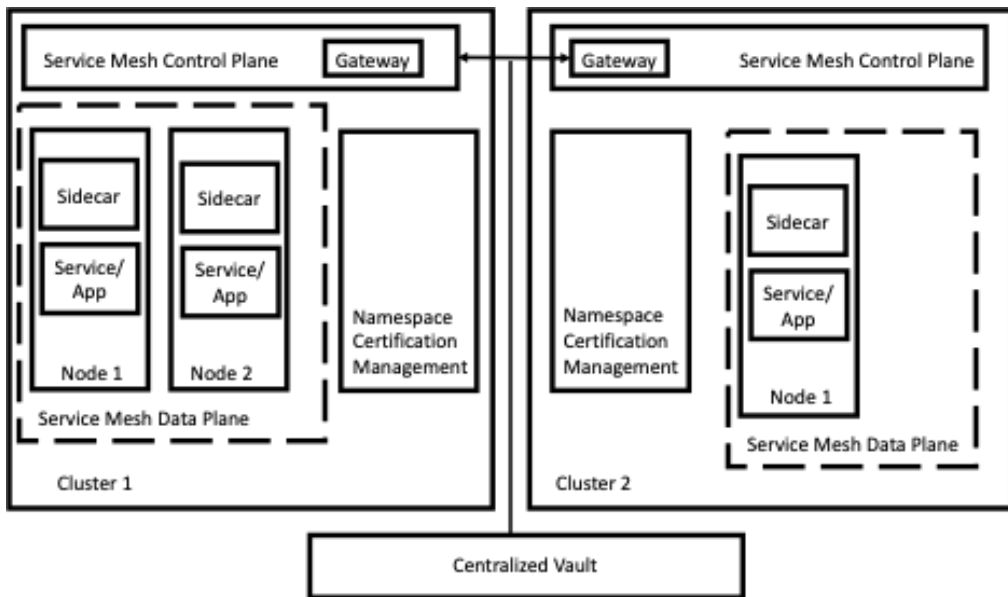 Service Mesh Control Plane
Gateway
Gateway
Service Mesh Control Plane
Sidecar
Service/
App
Node 1
Sidecar
Service/
App
Node 2
Service Mesh Data Plane
Namespace
Certification
Management
Cluster 1
Namespace
Certification
Management
Sidecar
Service/
App
Node 1
Service Mesh Data Plane
Cluster 2
Centralized Vault